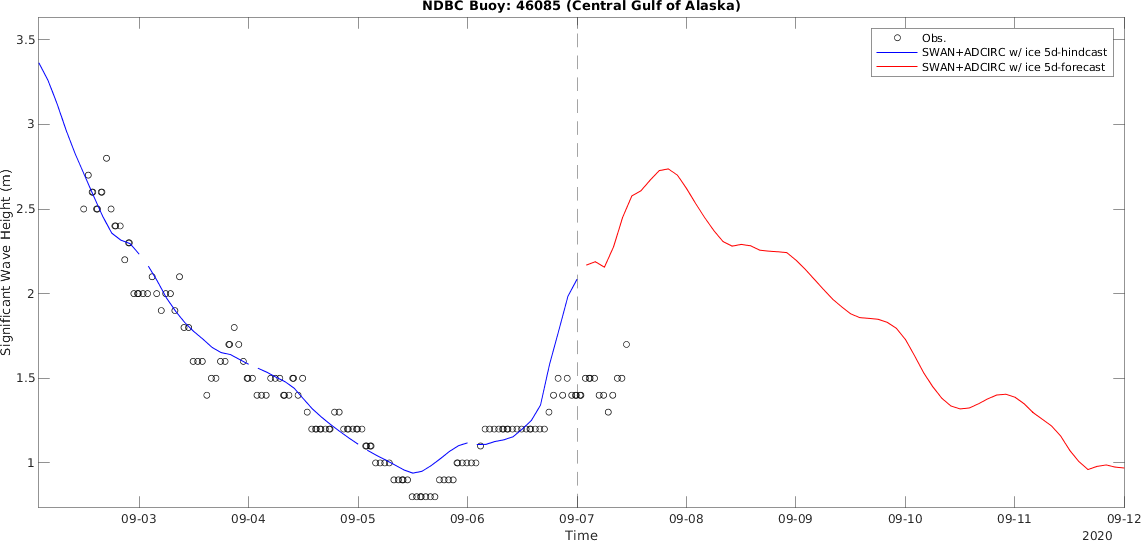 NDBC Buoy: 46085 (Central Gulf of Alaska)
Obs.
SWAN+ADCIRC w/ ice 5d-hindcast
SWAN+ADCIRC w/ ice 5d-forecast
Significant Wave Height (m)
3.5
3
2.5
2
1.5
1
09-03 09-04 09-05 09-06 09-07 09-08 09-09 09-10 09-11 09-12
Time
2020